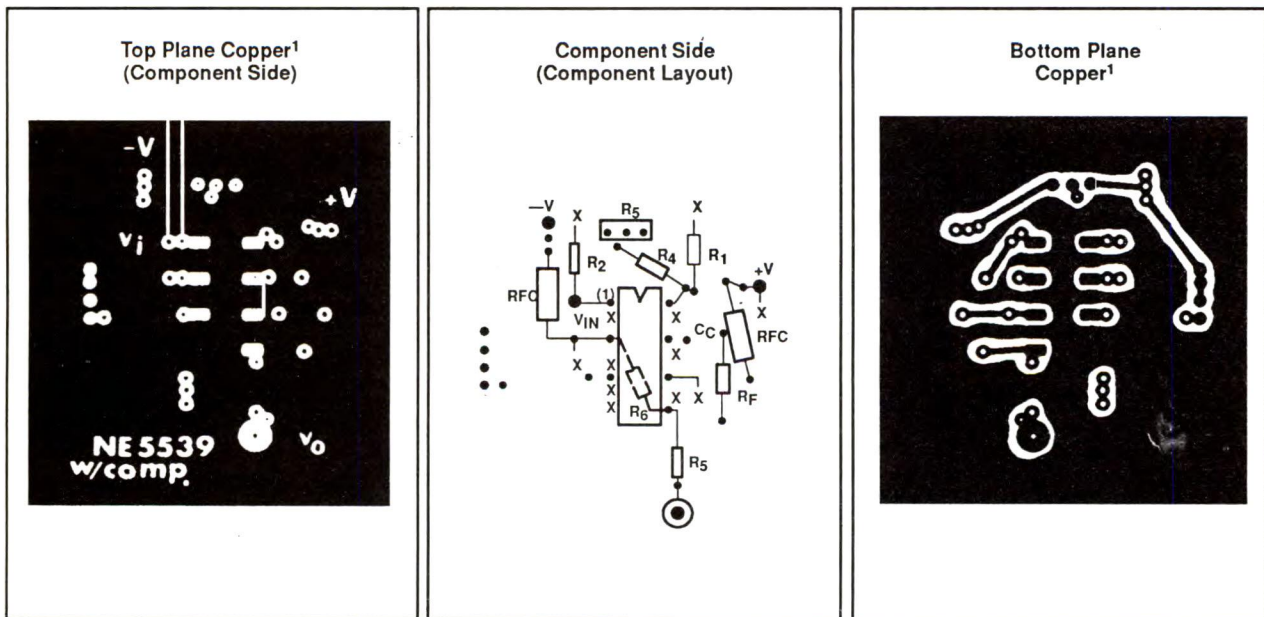 Top Plane Copper¹
(Component Side)
–V
+V
vi
NE5539
w/comp.
vo
Component Side
(Component Layout)
—V
X
R5
X
R2
R4
R1
+V
RFC
(1)
X
VIN
X
X
CC
RFC
X
X
X
X
X
X
X
R6
RF
R5
Bottom Plane
Copper¹